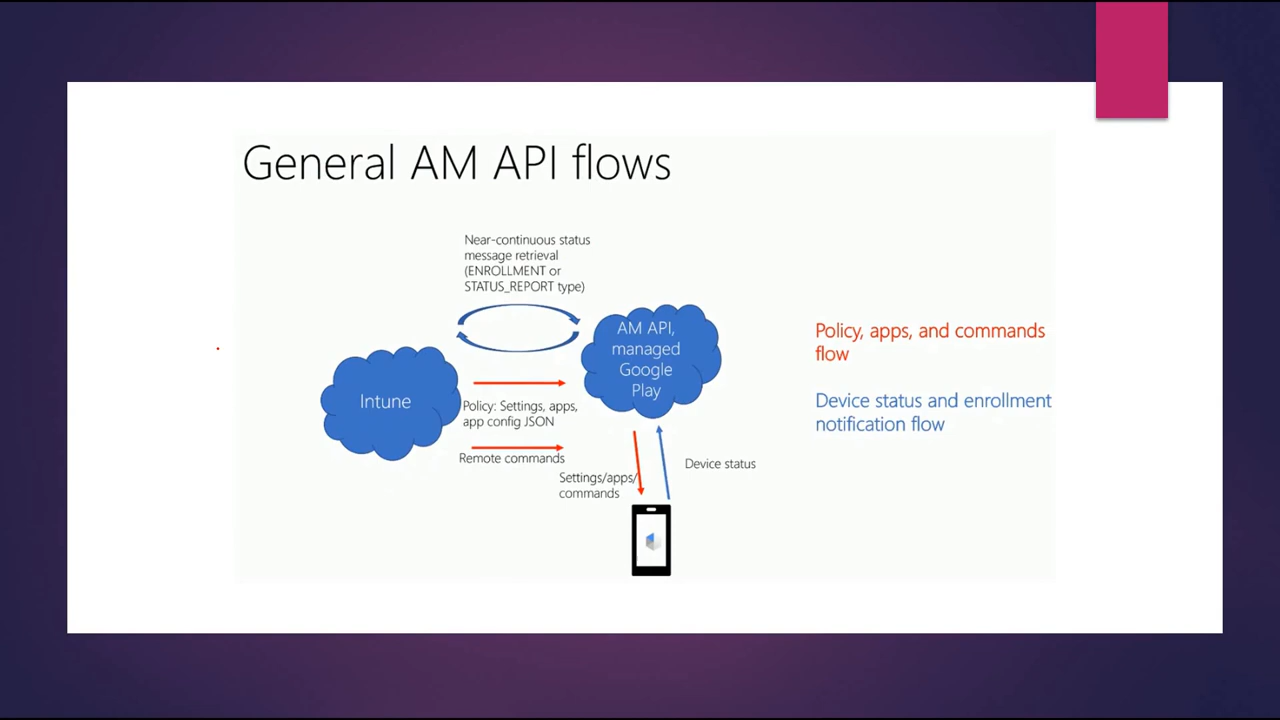 General AM API flows
Near-continuous status
message retrieval
(ENROLLMENT or
STATUS_REPORT type)
AM API,
managed
Google
Play
Intune
Policy: Settings, apps,
app config JSON
Remote commands
Settings/apps/
commands
Device status
Policy, apps, and commands
flow
Device status and enrollment
notification flow